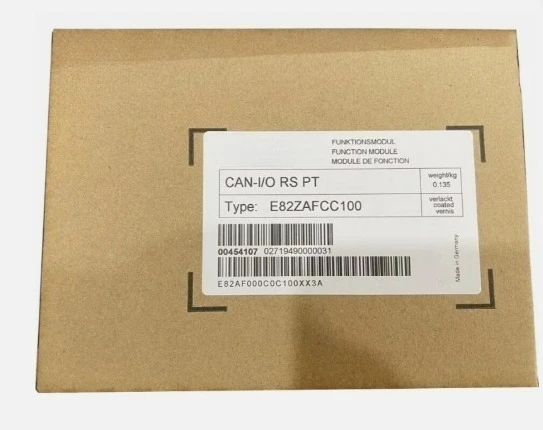 FUNKTIONSMODUL
FUNCTION MODULE
MODULE DE FONCTION
CAN-I/O RS PT
weight/kg
0.135
Type: E82ZAFCC100
verlackt
coated
vernis
00454107 02719490000031
E82AF000C0C100XX3A
Made in Germany